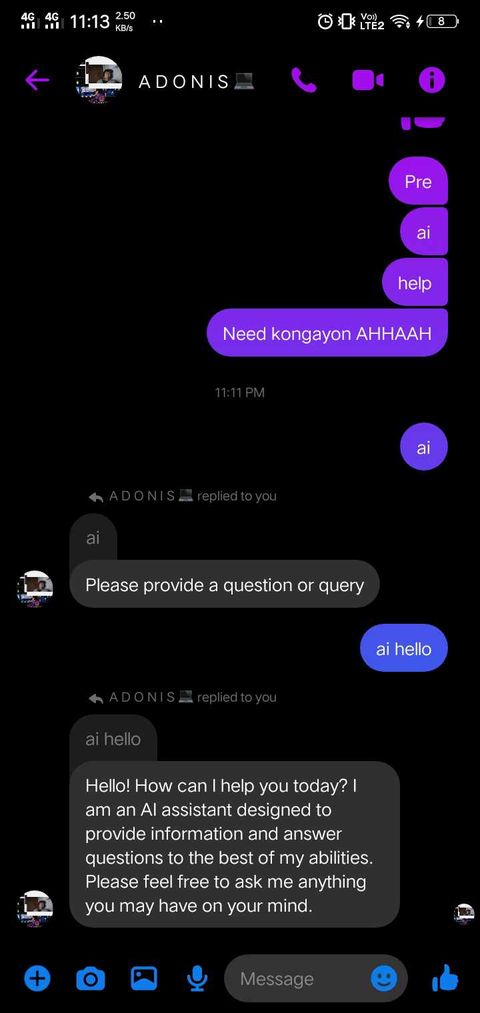 4G 4G 11:13 2.50 KB/s Vo)) LTE2 8
A D O N I S
Pre
ai
help
Need kongayon AHHAAH
11:11 PM
ai
A D O N I S replied to you
ai
Please provide a question or query
ai hello
A D O N I S replied to you
ai hello
Hello! How can I help you today? I
am an AI assistant designed to
provide information and answer
questions to the best of my abilities.
Please feel free to ask me anything
you may have on your mind.
Message